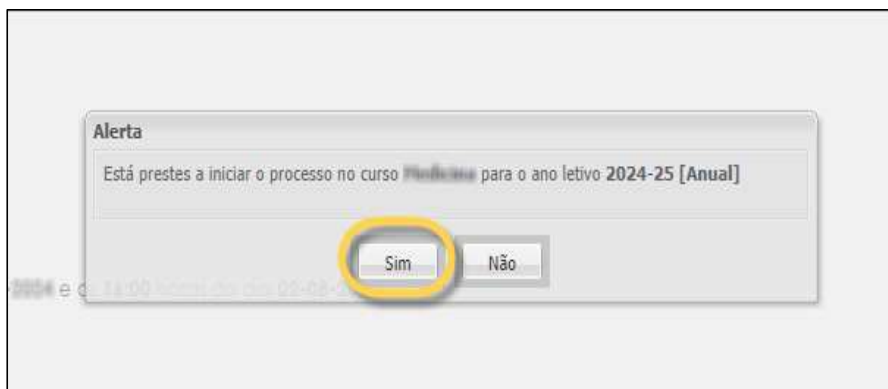 Alerta
Está prestes a iniciar o processo no curso para o ano letivo 2024-25 [Anual]
Sim Não
e